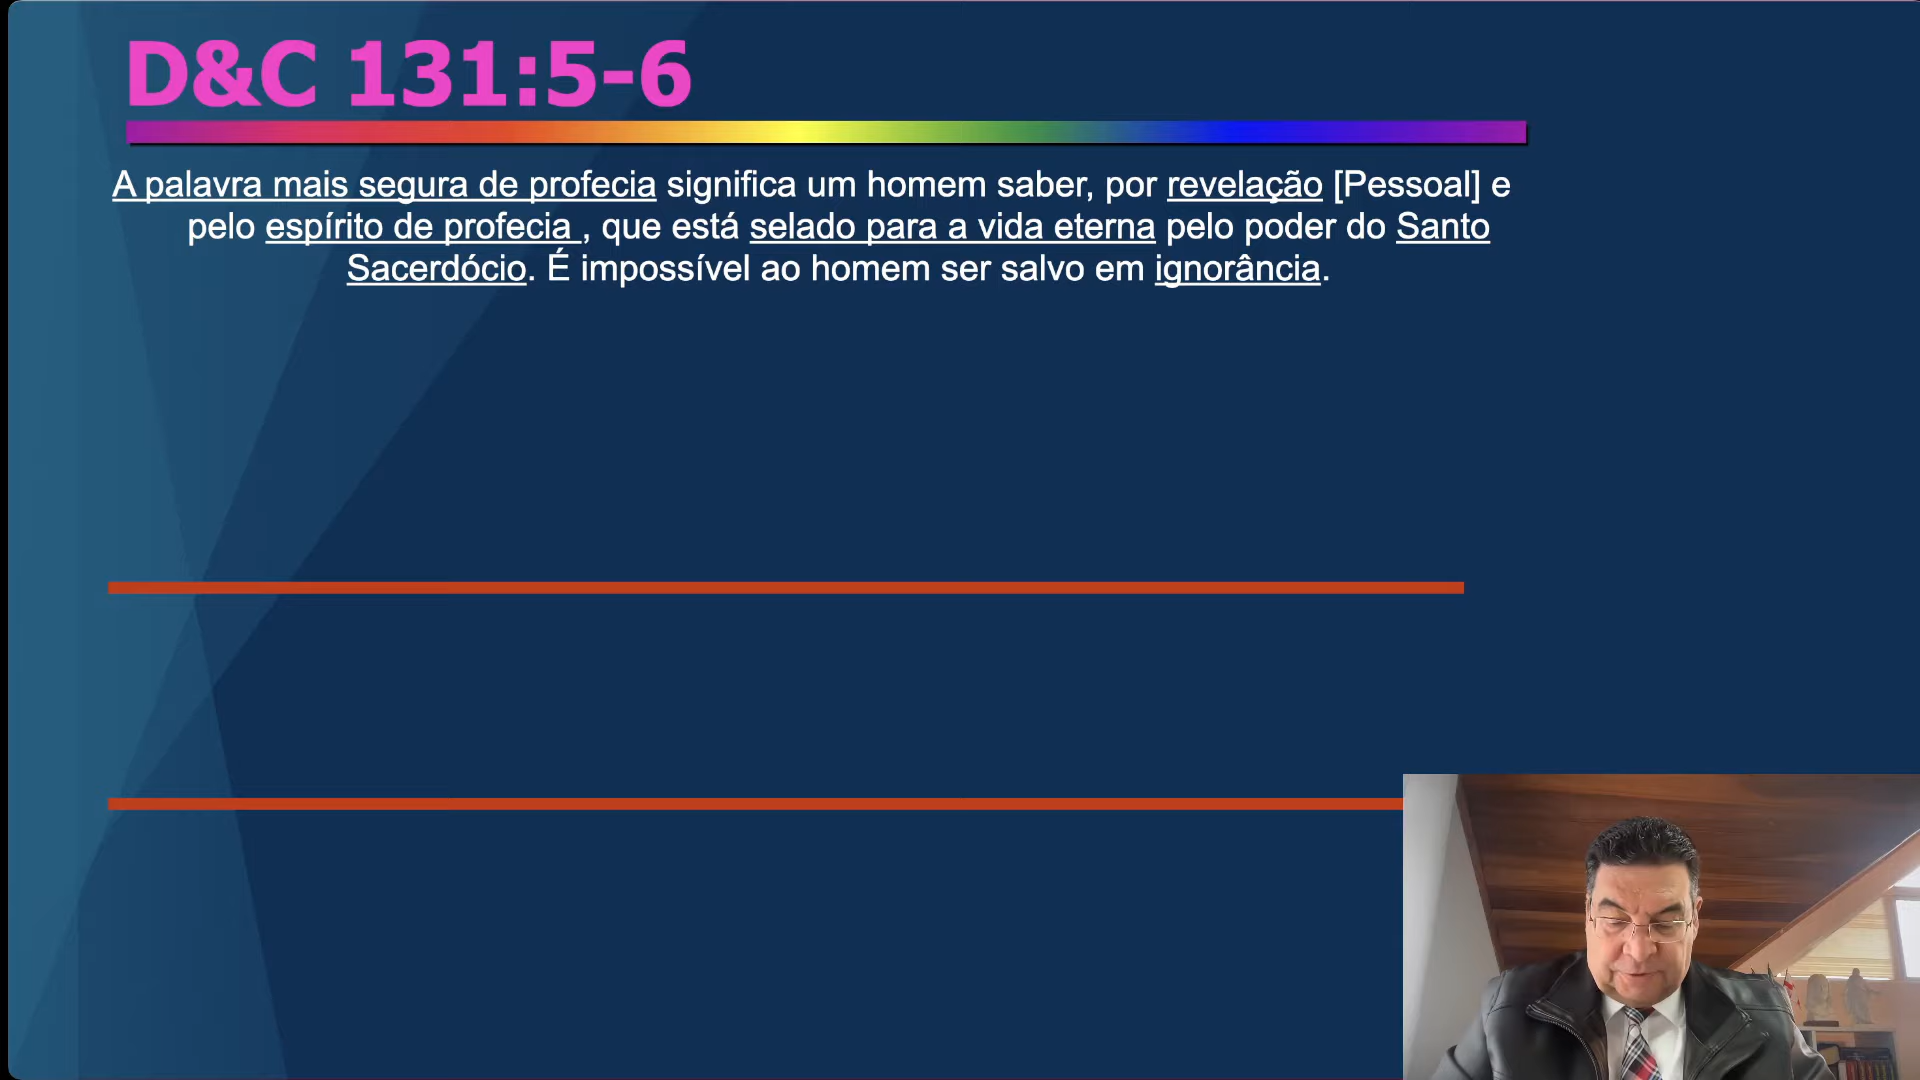 D&C 131:5-6
A palavra mais segura de profecia significa um homem saber, por revelação [Pessoal] e
pelo espírito de profecia , que está selado para a vida eterna pelo poder do Santo
Sacerdócio. É impossível ao homem ser salvo em ignorância.